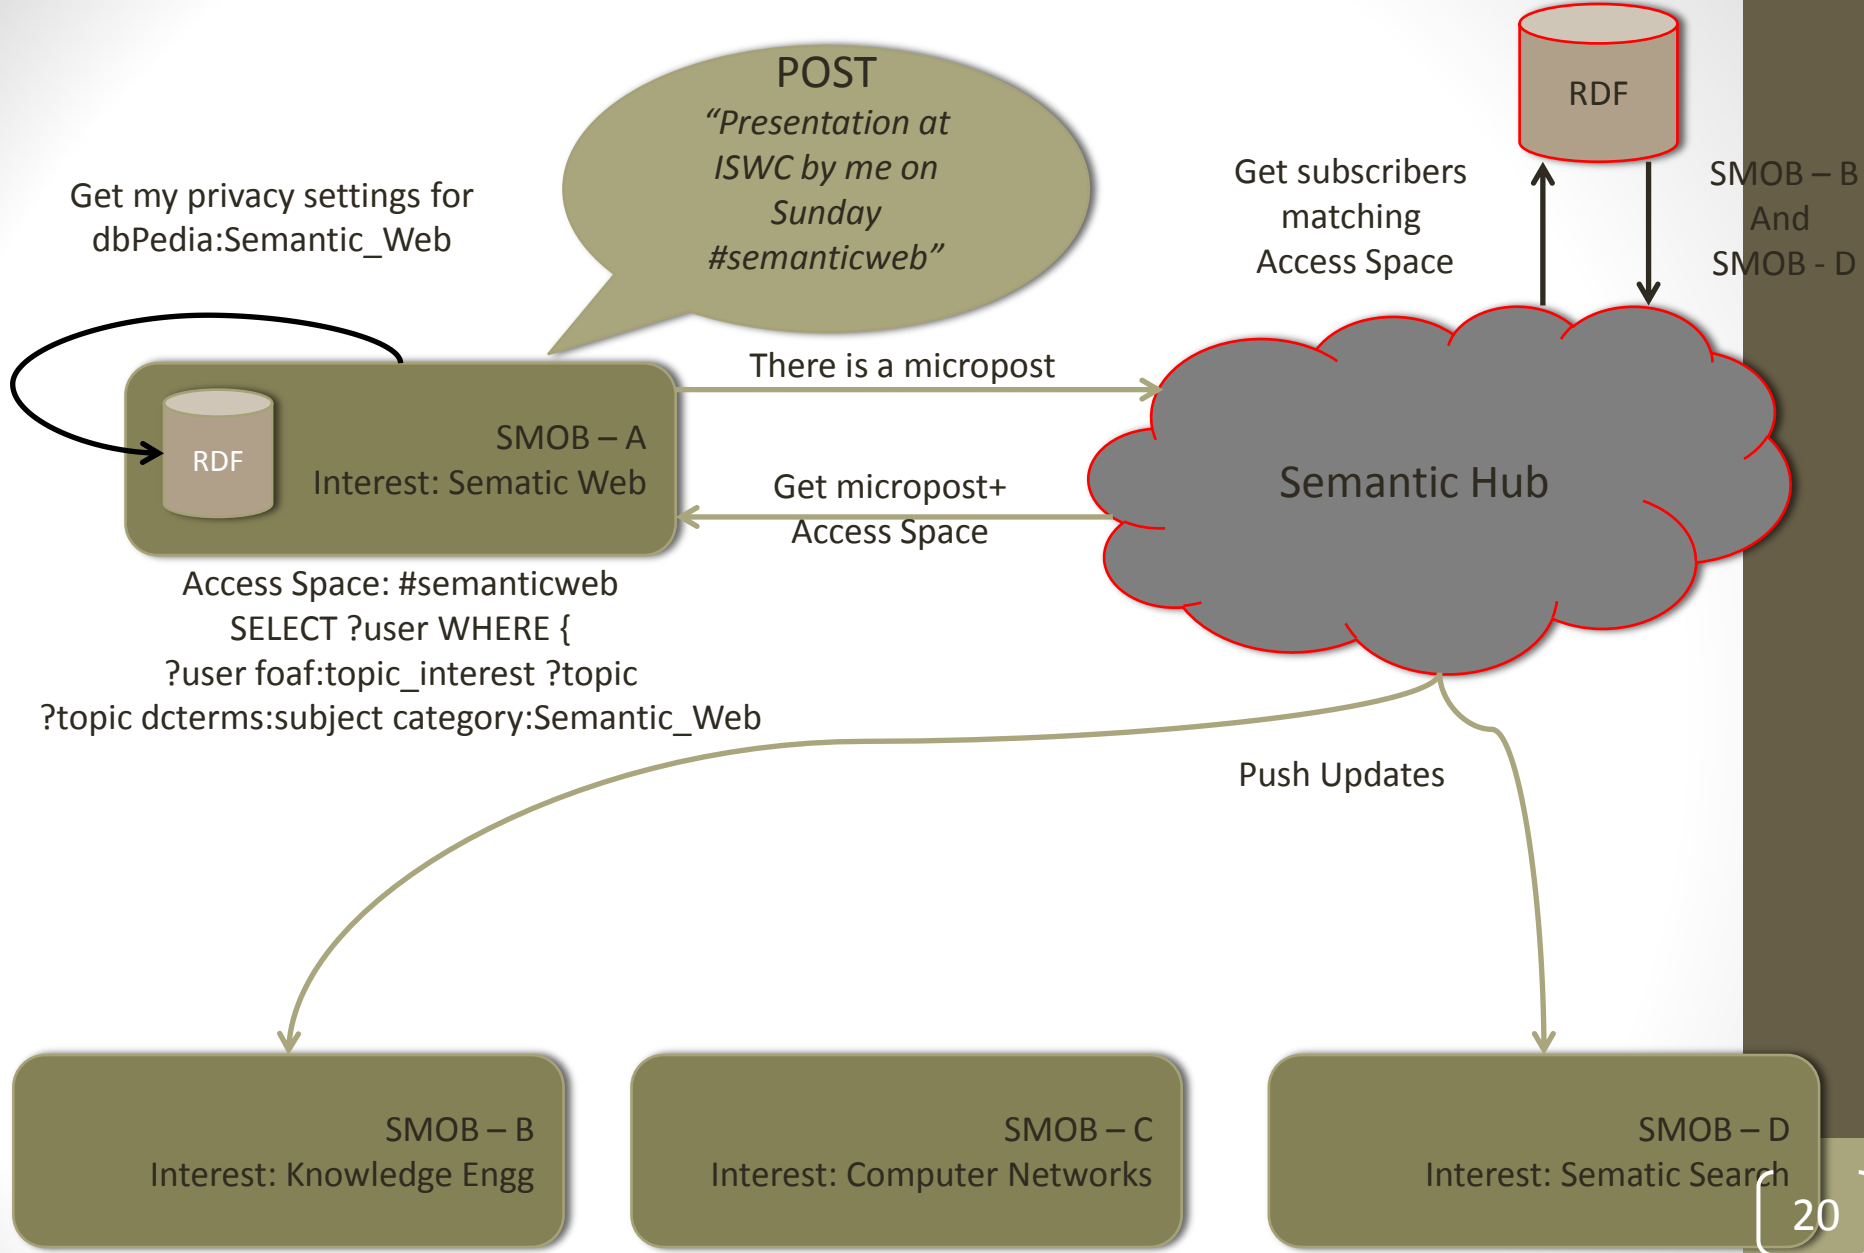 POST
“Presentation at
ISWC by me on
Sunday
#semanticweb”
RDF
Get my privacy settings for
dbPedia:Semantic_Web
Get subscribers
matching
Access Space
SMOB – B
And
SMOB - D
There is a micropost
RDF
SMOB – A
Interest: Sematic Web
Get micropost+
Access Space
Semantic Hub
Access Space: #semanticweb
SELECT ?user WHERE {
?user foaf:topic_interest ?topic
?topic dcterms:subject category:Semantic_Web
Push Updates
SMOB – B
Interest: Knowledge Engg
SMOB – C
Interest: Computer Networks
SMOB – D
Interest: Sematic Search
20